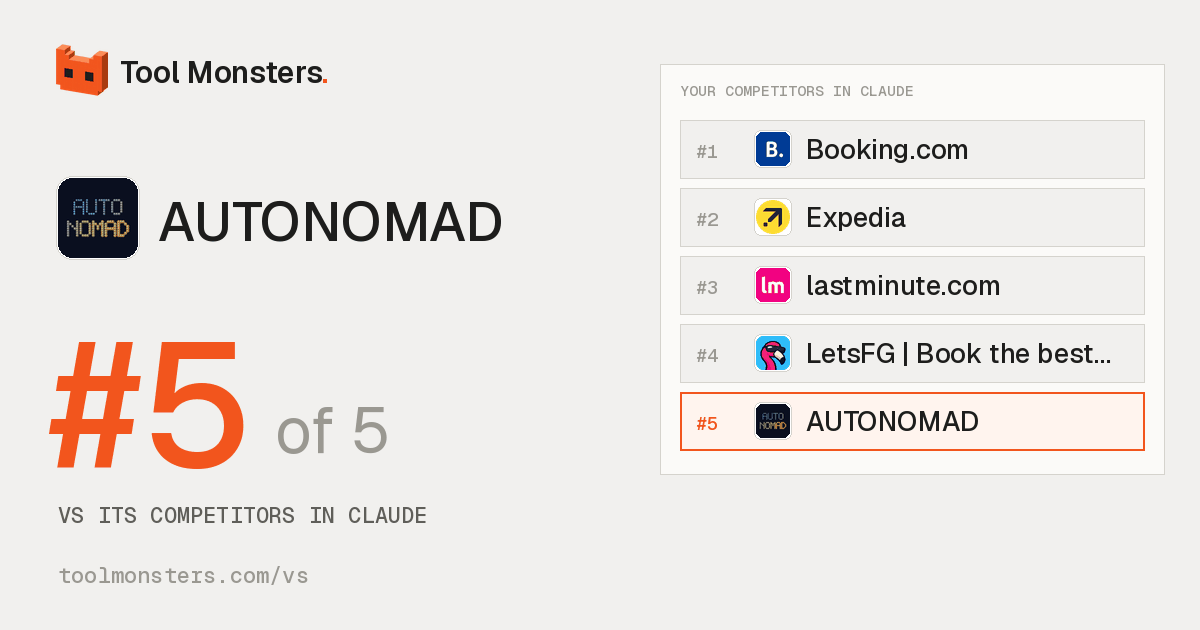 Tool Monsters.
AUTO
NOMAD
AUTONOMAD
#5 of 5
VS ITS COMPETITORS IN CLAUDE
toolmonsters.com/vs
YOUR COMPETITORS IN CLAUDE
#1 B. Booking.com
#2 Expedia
#3 lm lastminute.com
#4 LetsFG | Book the best...
#5 AUTO NOMAD AUTONOMAD